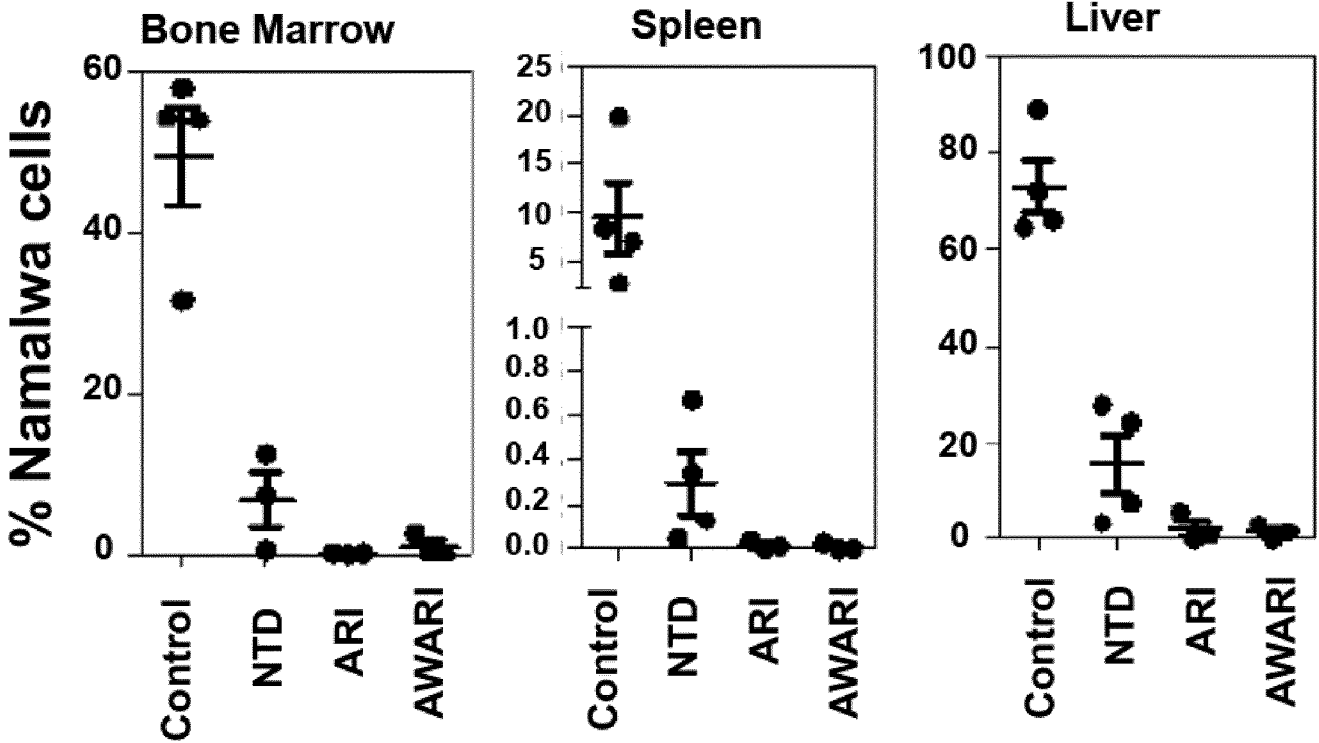 Bone Marrow
Spleen
Liver
% Namalwa cells
60
40
20
0
Control
NTD
ARI
AWARI
25
20
15
10
5
1.0
0.8
0.6
0.4
0.2
0.0
Control
NTD
ARI
AWARI
100
80
60
40
20
0
Control
NTD
ARI
AWARI